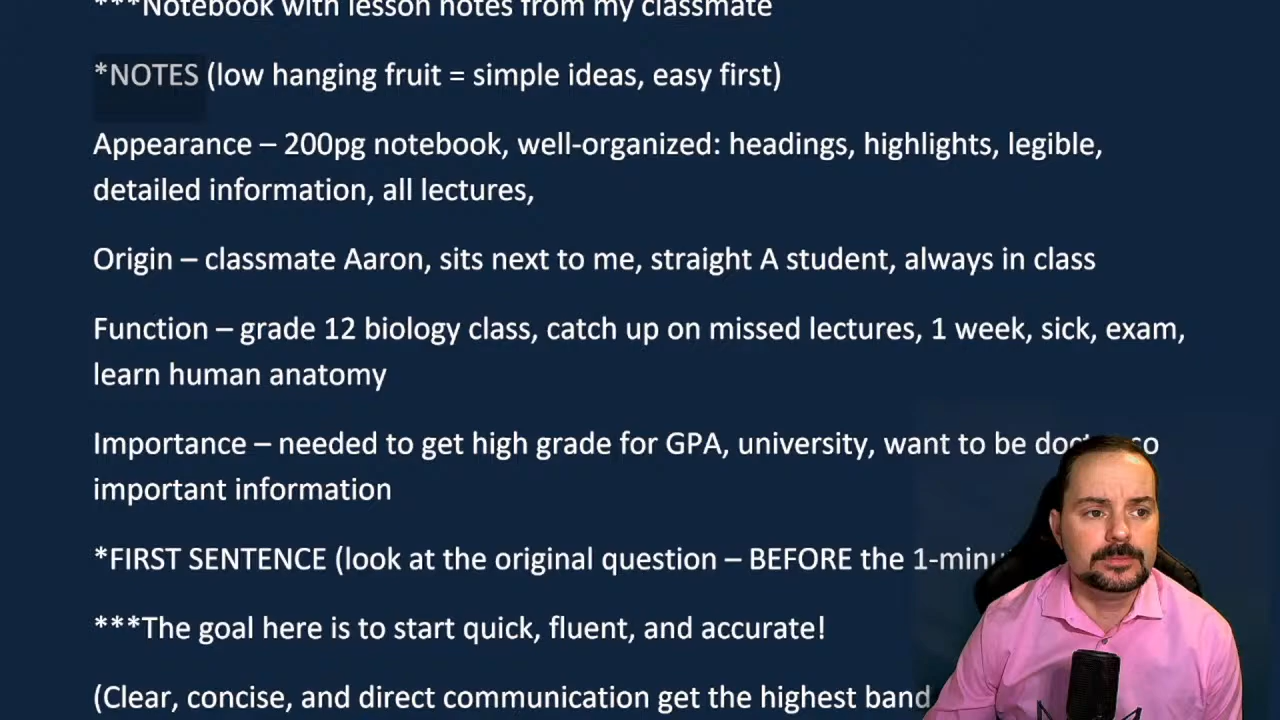 ***Notebook with lesson notes from my classmate
*NOTES (low hanging fruit = simple ideas, easy first)
Appearance – 200pg notebook, well-organized: headings, highlights, legible,
detailed information, all lectures,
Origin – classmate Aaron, sits next to me, straight A student, always in class
Function – grade 12 biology class, catch up on missed lectures, 1 week, sick, exam,
learn human anatomy
Importance – needed to get high grade for GPA, university, want to be so
important information
*FIRST SENTENCE (look at the original question – BEFORE the
***The goal here is to start quick, fluent, and accurate!
(Clear, concise, and direct communication get the highest band